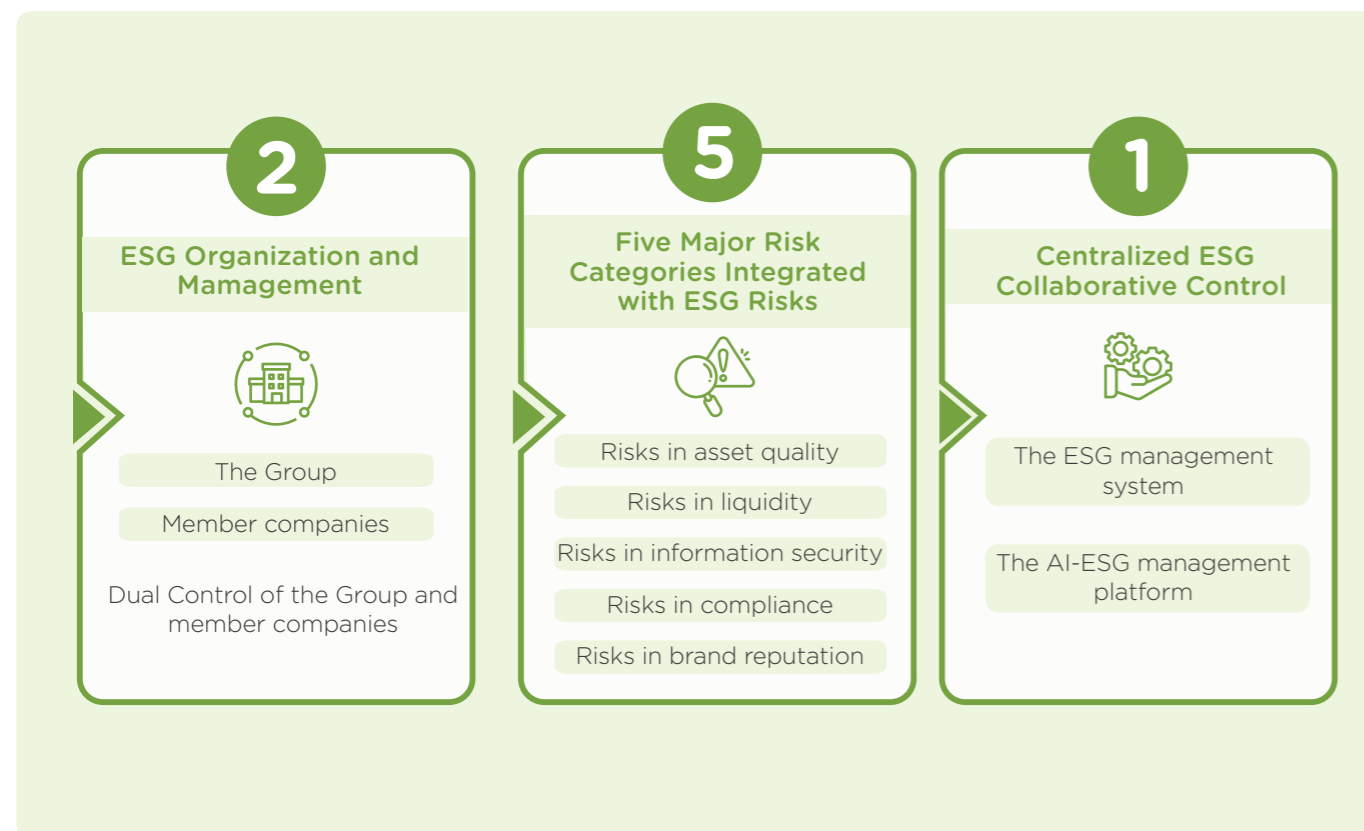 2
ESG Organization and
Mamagement
The Group
Member companies
Dual Control of the Group and
member companies
5
Five Major Risk
Categories Integrated
with ESG Risks
Risks in asset quality
Risks in liquidity
Risks in information security
Risks in compliance
Risks in brand reputation
1
Centralized ESG
Collaborative Control
The ESG management
system
The AI-ESG management
platform